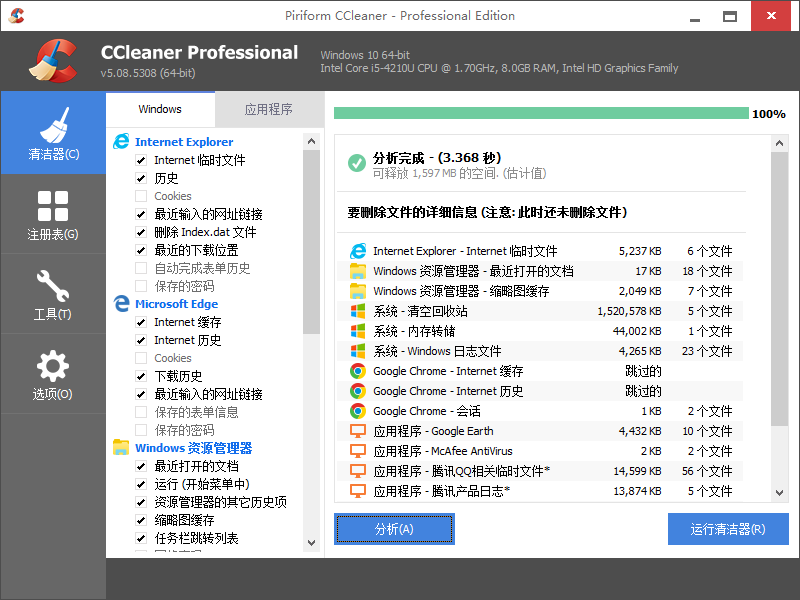 Piriform CCleaner - Professional Edition
CCleaner Professional
v5.08.5308 (64-bit)
Windows 10 64-bit
Intel Core i5-4210U CPU @ 1.70GHz, 8.0GB RAM, Intel HD Graphics Family
清洁器(C)
注册表(G)
工具(T)
选项(O)
Windows
应用程序
Internet Explorer
Internet 临时文件
历史
Cookies
最近输入的网址链接
删除 Index.dat 文件
最近的下载位置
自动完成表单历史
保存的密码
Microsoft Edge
Internet 缓存
Internet 历史
Cookies
下载历史
最近输入的网址链接
保存的表单信息
保存的密码
Windows 资源管理器
最近打开的文档
运行 (开始菜单中)
资源管理器的其它历史项
缩略图缓存
任务栏跳转列表
100%
分析完成 - (3.368 秒)
可释放 1,597 MB 的空间. (估计值)
要删除文件的详细信息 (注意: 此时还未删除文件)
Internet Explorer - Internet 临时文件 5,237 KB 6 个文件
Windows 资源管理器 - 最近打开的文档 17 KB 18 个文件
Windows 资源管理器 - 缩略图缓存 2,049 KB 7 个文件
系统 - 清空回收站 1,520,578 KB 5 个文件
系统 - 内存转储 44,002 KB 1 个文件
系统 - Windows 日志文件 4,265 KB 23 个文件
Google Chrome - Internet 缓存 跳过的
Google Chrome - Internet 历史 跳过的
Google Chrome - 会话 1 KB 2 个文件
应用程序 - Google Earth 4,432 KB 10 个文件
应用程序 - McAfee AntiVirus 2 KB 2 个文件
应用程序 - 腾讯QQ相关临时文件* 14,599 KB 56 个文件
应用程序 - 腾讯产品日志* 13,874 KB 5 个文件
分析(A)
运行清洁器(R)